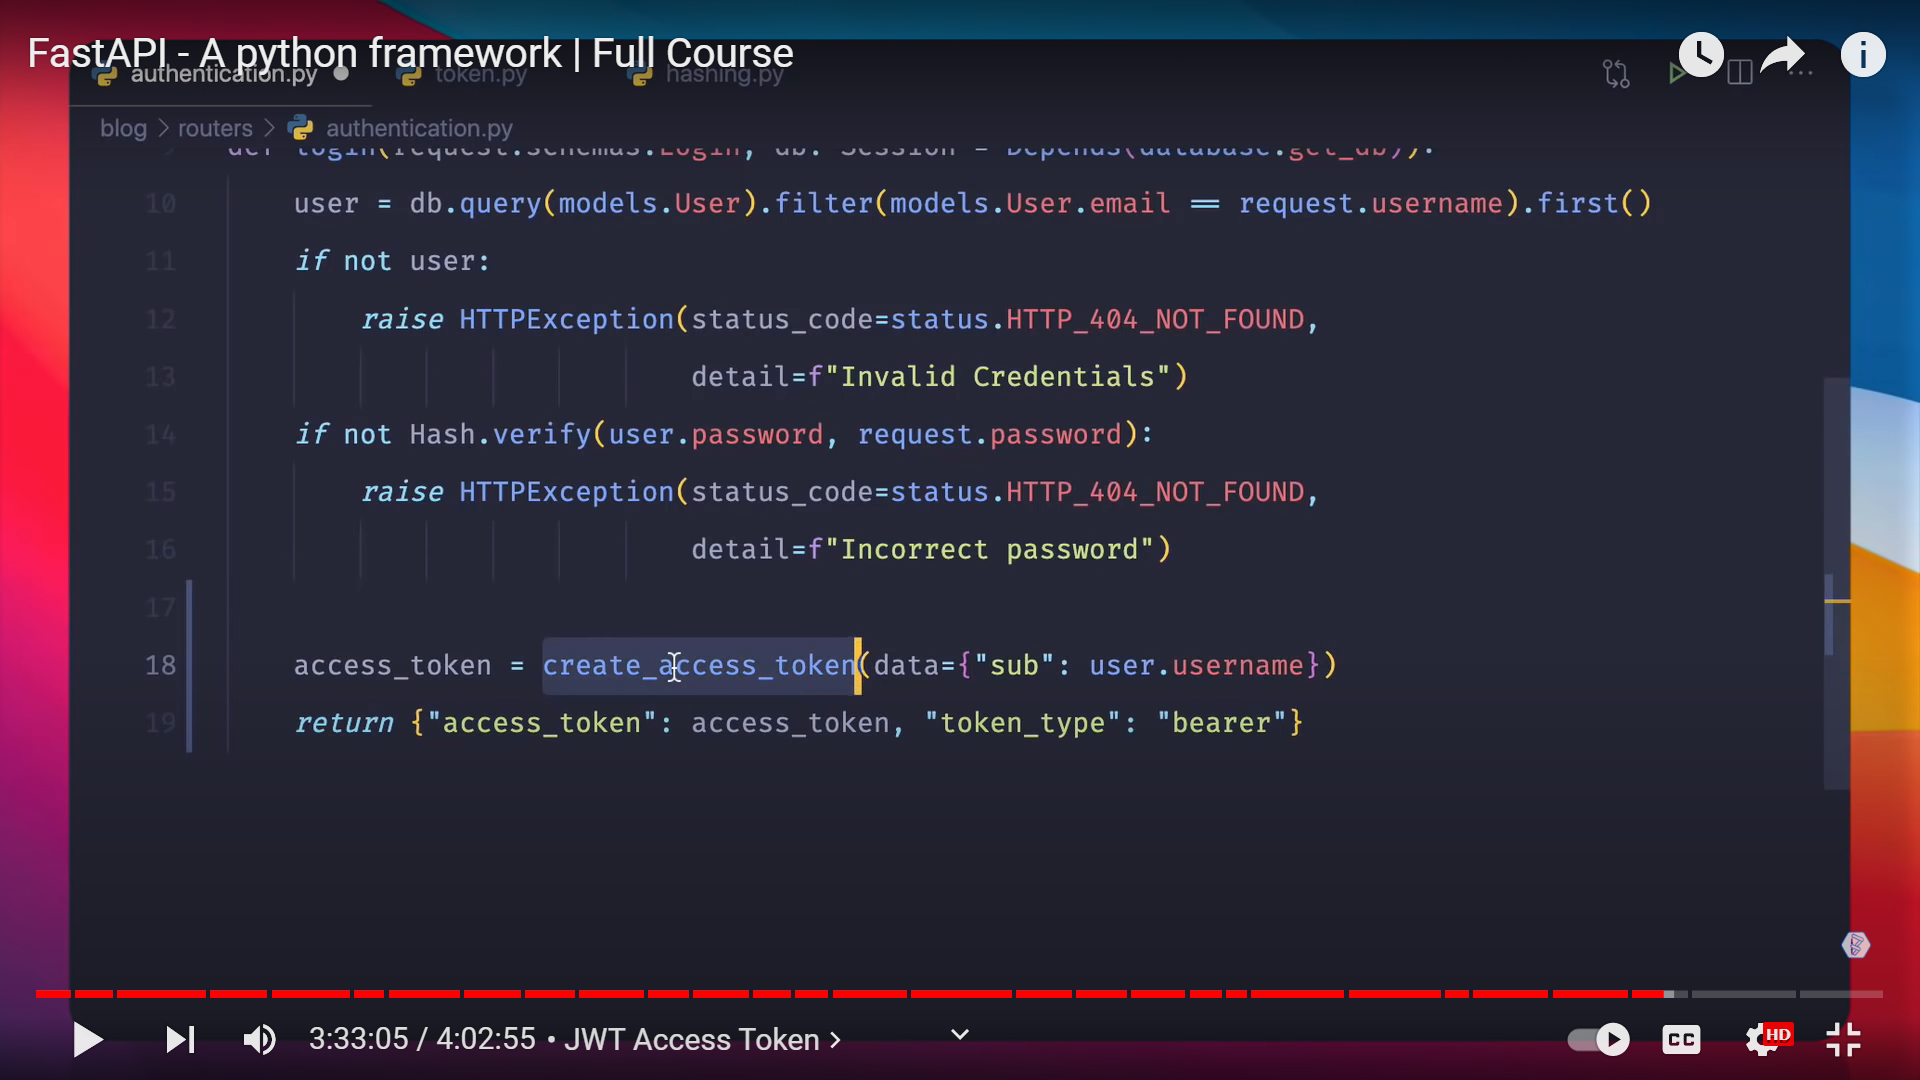 FastAPI - A python framework | Full Course
authentication.py token.py hashing.py
blog > routers > authentication.py
def login(request:schemas.Login, db: Session = Depends(database.get_db)):
10 user = db.query(models.User).filter(models.User.email == request.username).first()
11 if not user:
12 raise HTTPException(status_code=status.HTTP_404_NOT_FOUND,
13 detail=f"Invalid Credentials")
14 if not Hash.verify(user.password, request.password):
15 raise HTTPException(status_code=status.HTTP_404_NOT_FOUND,
16 detail=f"Incorrect password")
17
18 access_token = create_access_token(data={"sub": user.username})
19 return {"access_token": access_token, "token_type": "bearer"}
3:33:05 / 4:02:55 • JWT Access Token >
CC
HD